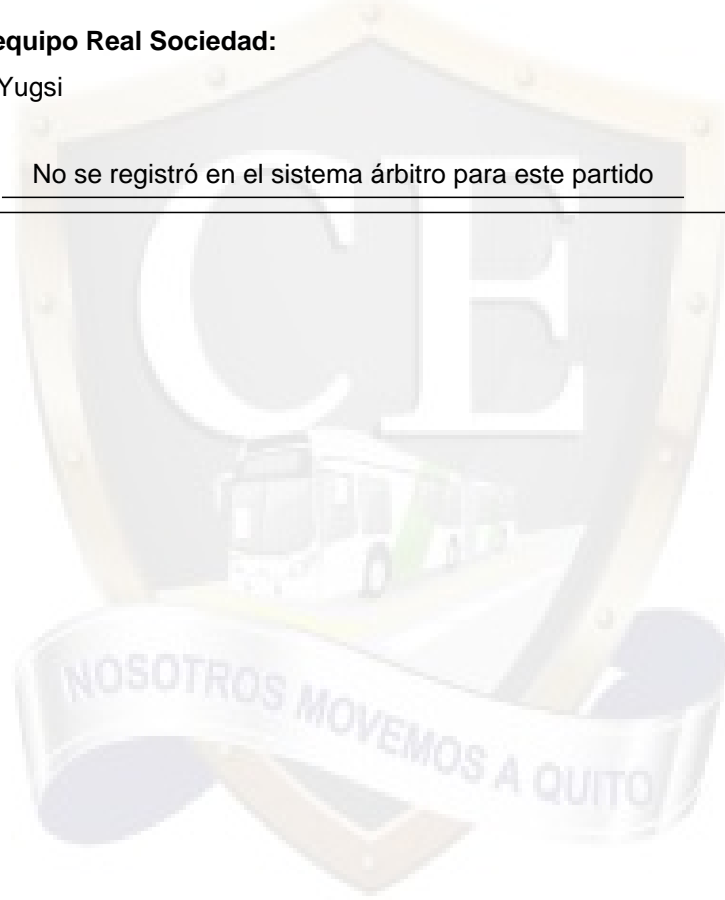 equipo Real Sociedad:
Yugsi
No se registró en el sistema árbitro para este partido
CE
NOSOTROS MOVEMOS A QUITO